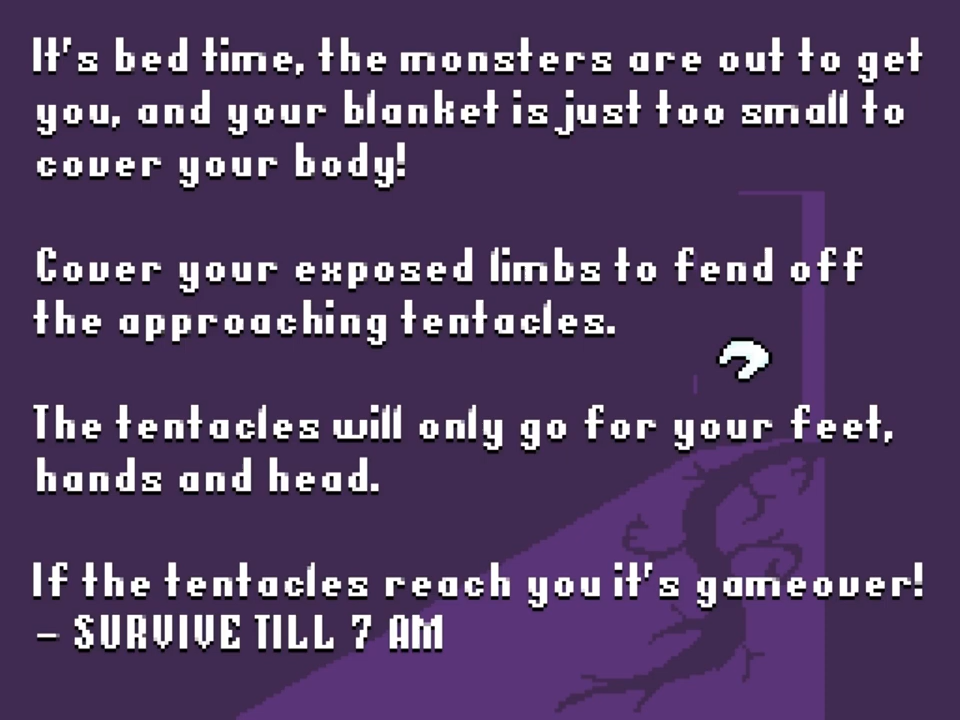 It's bed time, the monsters are out to get
you, and your blanket is just too small to
cover your body!
Cover your exposed limbs to fend off
the approaching tentacles.
The tentacles will only go for your feet,
hands and head.
If the tentacles reach you it's gameover!
- SURVIVE TILL 7 AM